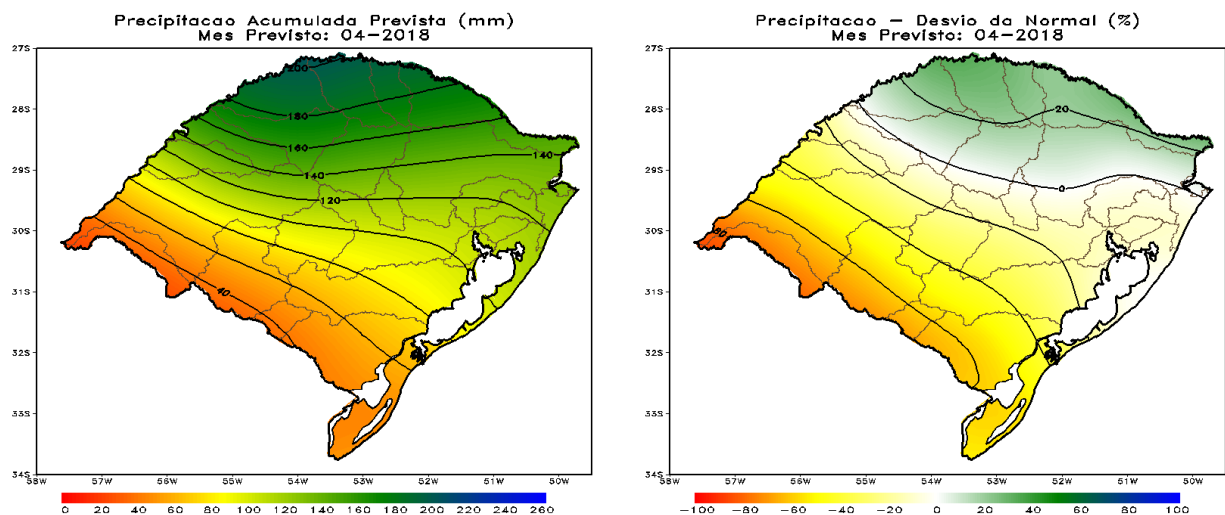 Precipitacao Acumulada Prevista (mm)
Mes Previsto: 04-2018
27S
28S
29S
30S
31S
32S
33S
34S
200
180
160
140
140
120
40
58W 57W 56W 55W 54W 53W 52W 51W 50W
0 20 40 60 80 100 120 140 160 180 200 220 240 260
Precipitacao - Desvio da Normal (%)
Mes Previsto: 04-2018
27S
28S
29S
30S
31S
32S
33S
34S
20
0
58W 57W 56W 55W 54W 53W 52W 51W 50W
-100 -80 -60 -40 -20 0 20 40 60 80 100